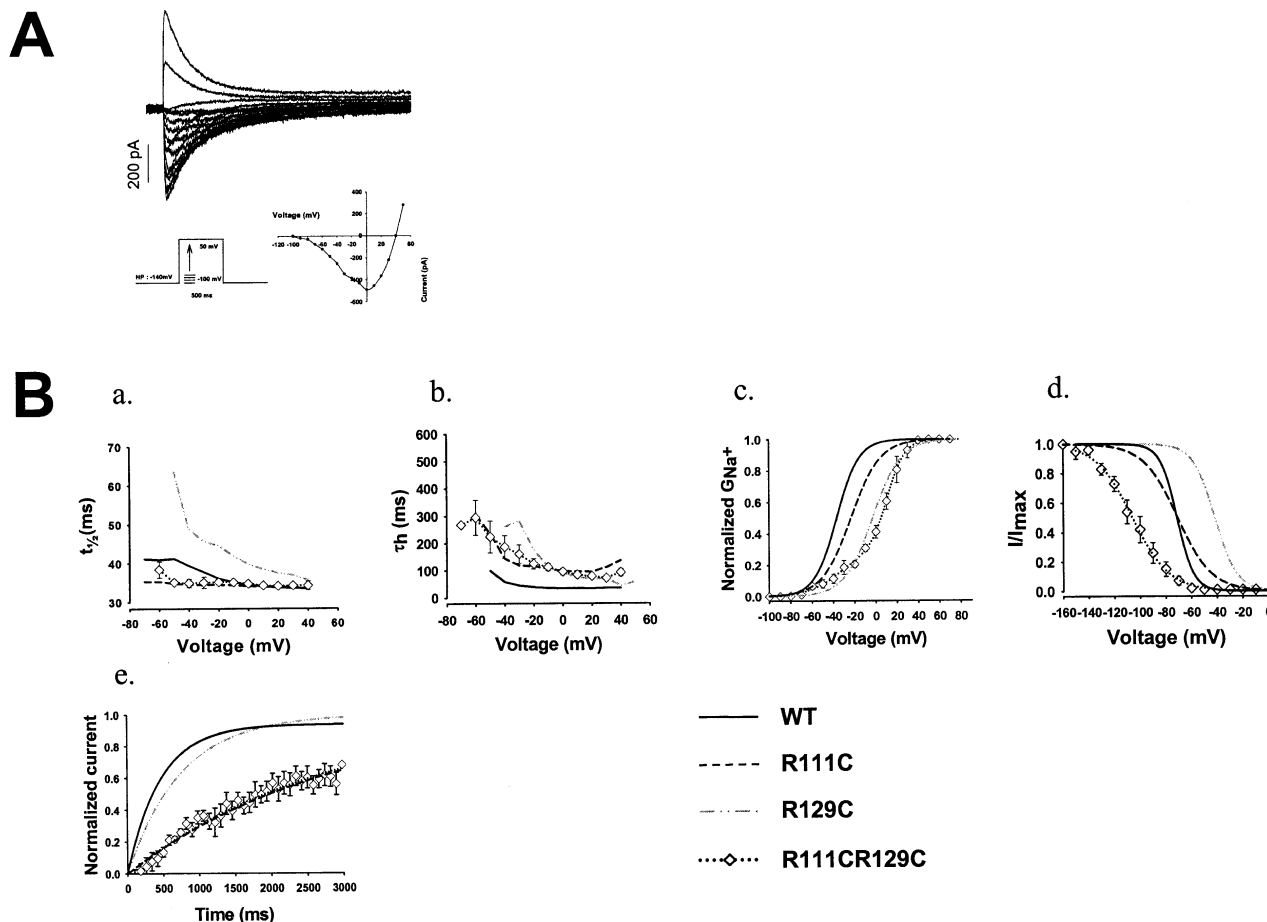 A
200 pA
50 mV
HP : -140mV
-100 mV
500 ms
Voltage (mV)
400
200
0
-200
-400
-600
-120 -100 -80 -60 -40 -20 0 20 40 60
Current (pA)
B
a.
70
60
50
40
30
t½(ms)
-80 -60 -40 -20 0 20 40 60
Voltage (mV)
b.
600
500
400
300
200
100
0
τh (ms)
-80 -60 -40 -20 0 20 40 60
Voltage (mV)
c.
1.0
0.8
0.6
0.4
0.2
0.0
Normalized GNa+
-100 -80 -60 -40 -20 0 20 40 60 80
Voltage (mV)
d.
1.0
0.8
0.6
0.4
0.2
0.0
I/Imax
-160 -140 -120 -100 -80 -60 -40 -20 0
Voltage (mV)
e.
1.0
0.8
0.6
0.4
0.2
0.0
Normalized current
0 500 1000 1500 2000 2500 3000
Time (ms)
WT
R111C
R129C
R111CR129C